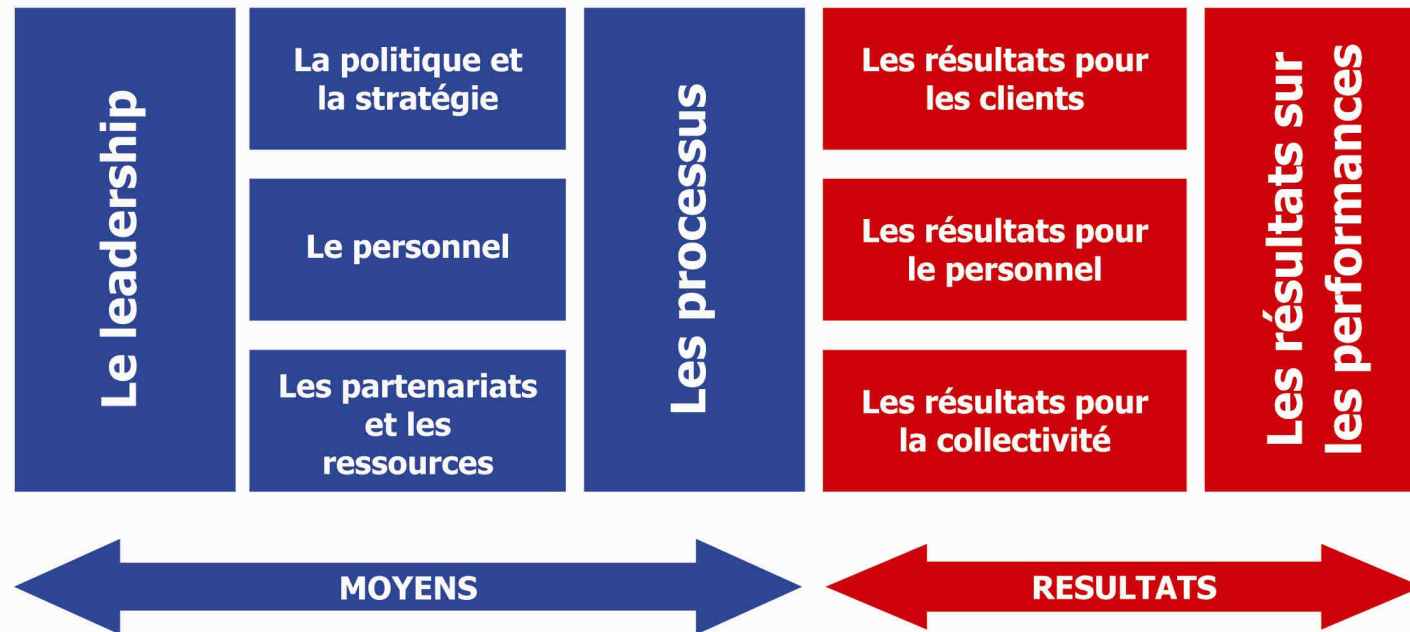 Le leadership
La politique et
la stratégie
Le personnel
Les partenariats
et les
ressources
Les processus
Les résultats pour
les clients
Les résultats pour
le personnel
Les résultats pour
la collectivité
Les résultats sur
les performances
MOYENS
RESULTATS